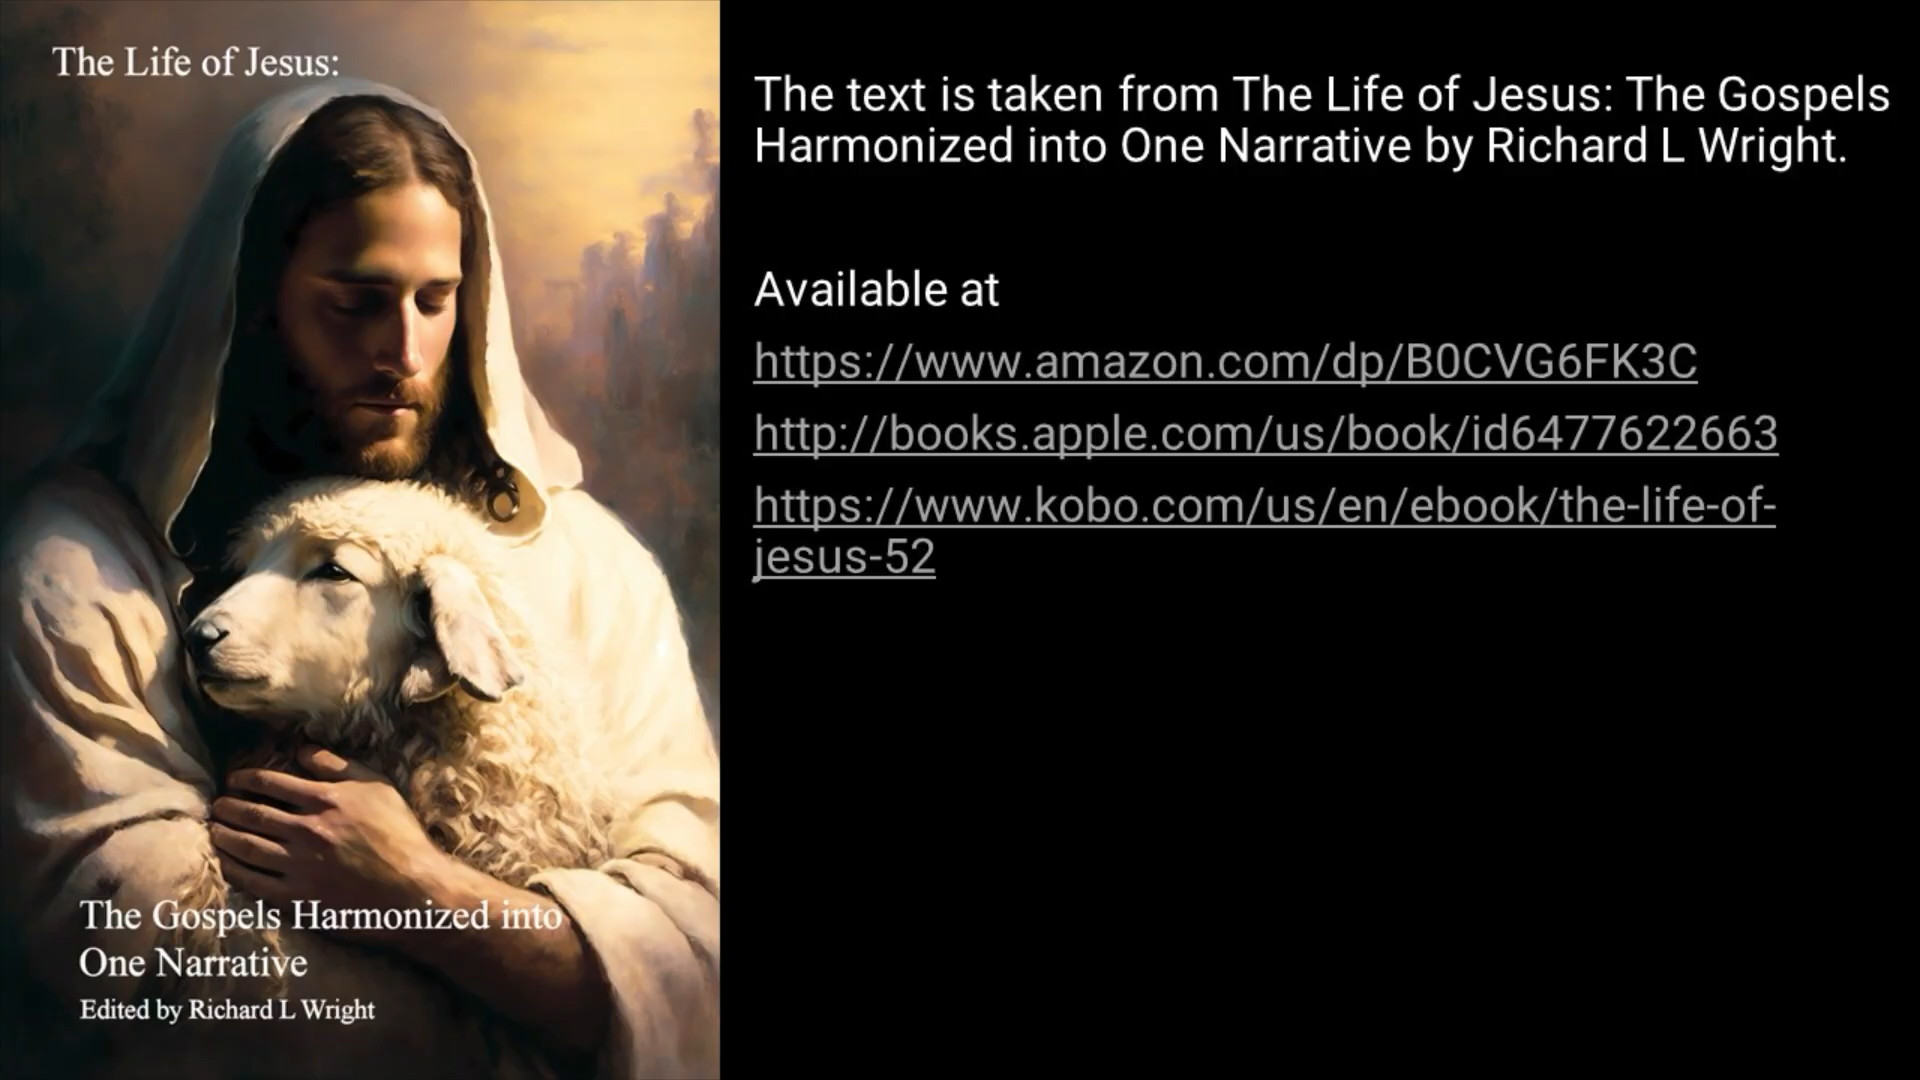 The Life of Jesus:
The Gospels Harmonized into
One Narrative
Edited by Richard L Wright
The text is taken from The Life of Jesus: The Gospels
Harmonized into One Narrative by Richard L Wright.
Available at
https://www.amazon.com/dp/B0CVG6FK3C
http://books.apple.com/us/book/id6477622663
https://www.kobo.com/us/en/ebook/the-life-of-
jesus-52